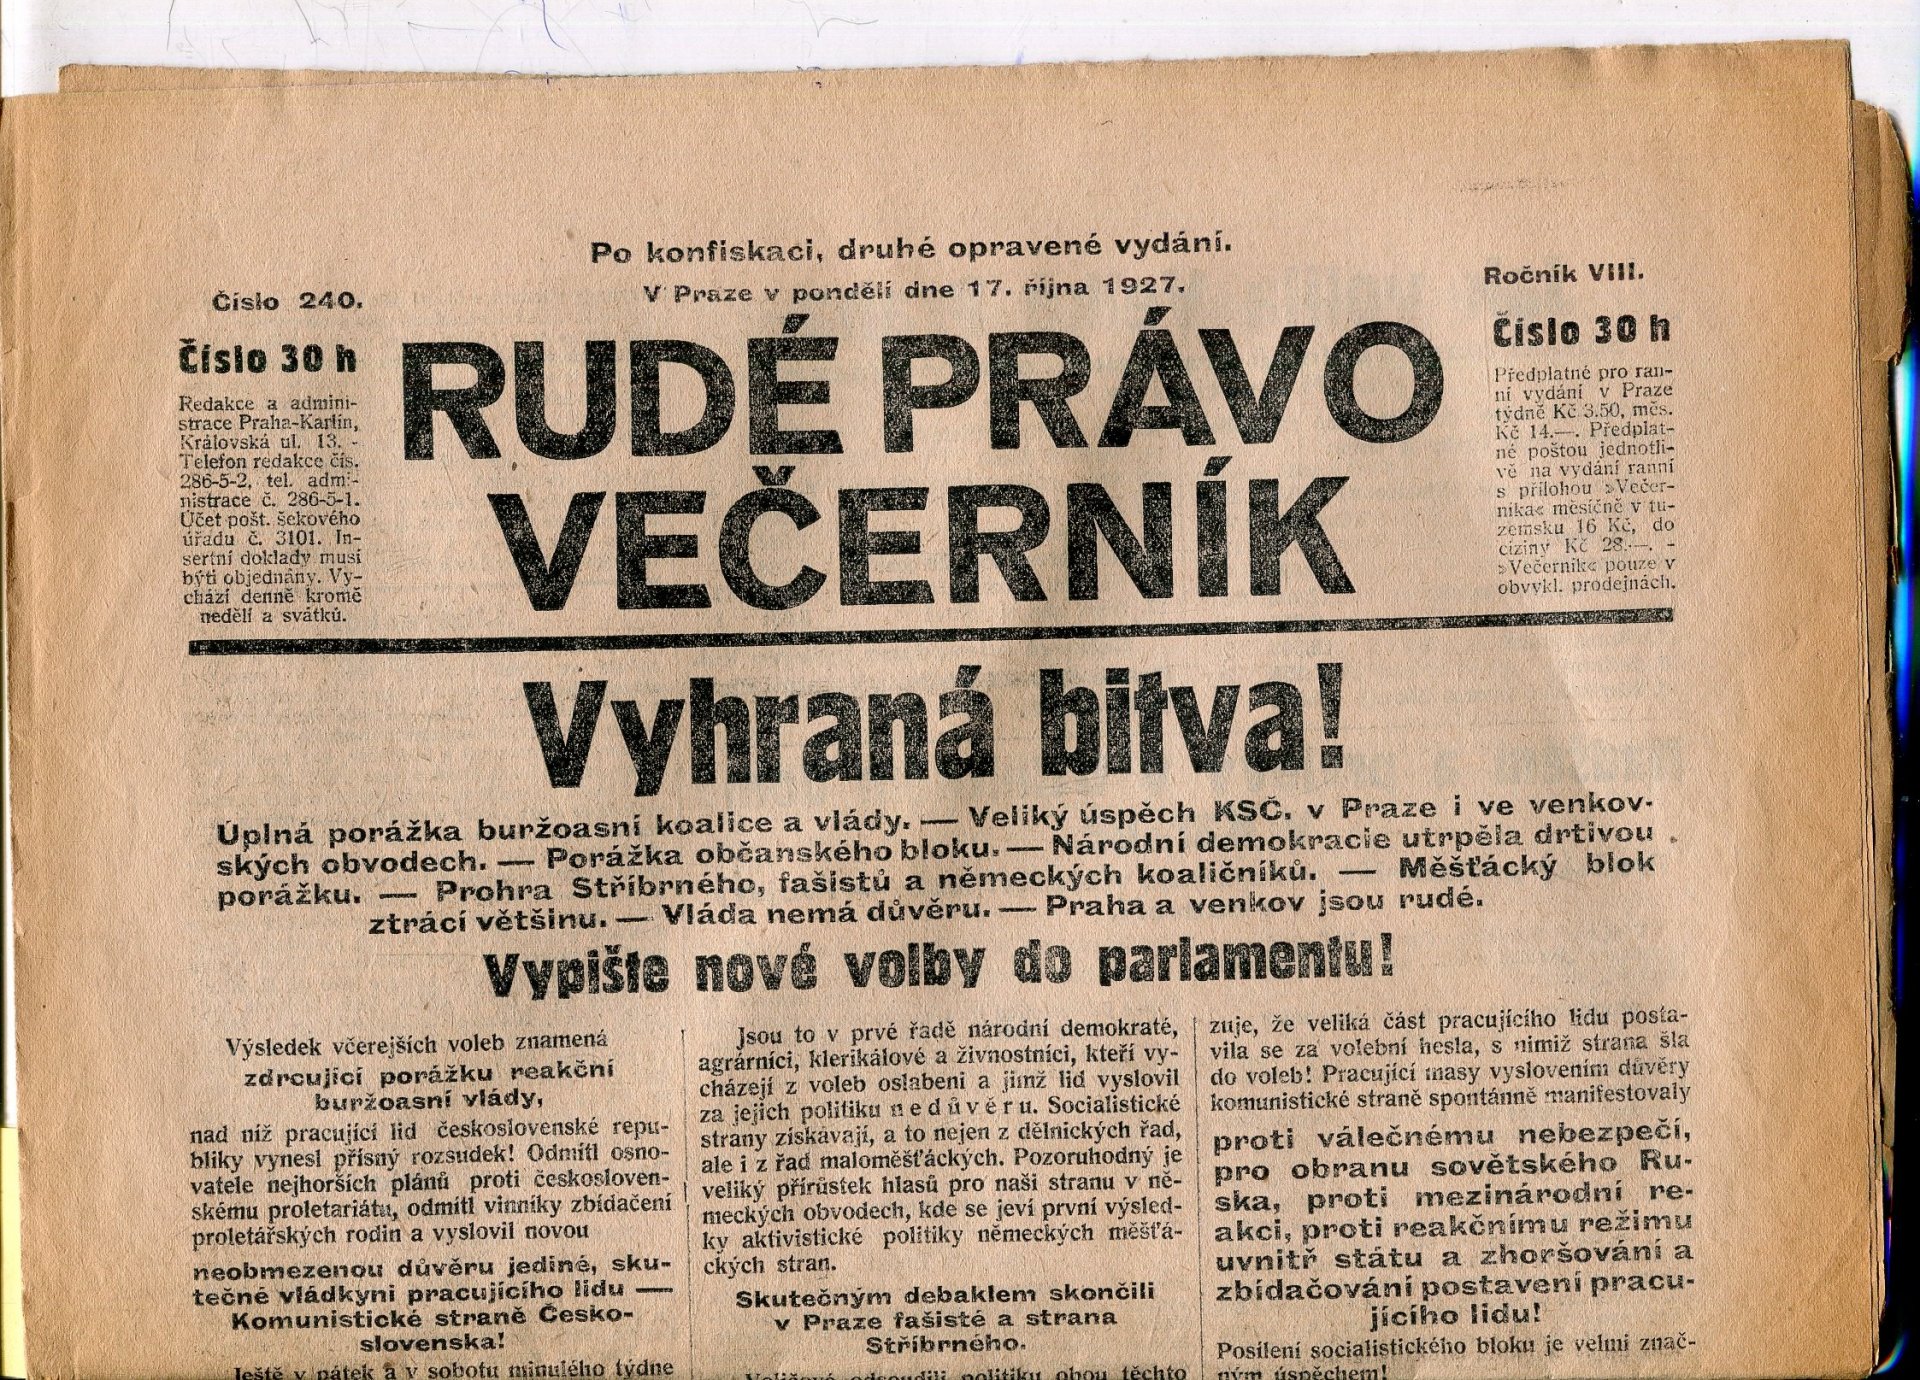 Po konfiskaci, druhé opravené vydání.
Číslo 240.
V Praze v pondělí dne 17. října 1927.
Ročník VIII.
Číslo 30 h
Redakce a admini-
strace Praha-Karlín,
Královská ul. 13. -
Telefon redakce čís.
286-5-2, tel. admi-
nistrace č. 286-5-1.
Účet pošt. šekového
úřadu č. 3101. In-
sertní doklady musí
býti objednány. Vy-
chází denně kromě
neděli a svátků.
RUDÉ PRÁVO
VEČERNÍK
Číslo 30 h
Předplatné pro ran-
ní vydání v Praze
týdně Kč 3.50, měs.
Kč 14.—. Předplat-
né poštou jednotli-
vě na vydání ranní
s přílohou »Večer-
níka« měsíčně v tu-
zemsku 16 Kč, do
ciziny Kč 28.—. -
»Večerník« pouze v
obvykl. prodejnách.
Vyhraná bitva!
Úplná porážka buržoasní koalice a vlády. — Veliký úspěch KSČ. v Praze i ve venkov-
ských obvodech. — Porážka občanského bloku. — Národní demokracie utrpěla drtivou
porážku. — Prohra Stříbrného, fašistů a německých koaličníků. — Měšťácký blok
ztrácí většinu. — Vláda nemá důvěru. — Praha a venkov jsou rudé.
Vypište nové volby do parlamentu!
Výsledek včerejších voleb znamená
zdrcující porážku reakční
buržoasní vlády,
nad níž pracující lid československé repu-
bliky vynesl přísný rozsudek! Odmítl osno-
vatele nejhorších plánů proti českosloven-
skému proletariátu, odmítl vinníky zbídačení
proletářských rodin a vyslovil novou
neobmezenou důvěru jediné, sku-
tečné vládkyni pracujícího lidu —
Komunistické straně Česko-
slovenska!
Ještě v pátek a v sobotu minulého týdne
Jsou to v prvé řadě národní demokraté,
agrárníci, klerikálové a živnostníci, kteří vy-
cházejí z voleb oslabeni a jimž lid vyslovil
za jejich politiku nedůvěru. Socialistické
strany získávají, a to nejen z dělnických řad,
ale i z řad maloměšťáckých. Pozoruhodný je
veliký přírůstek hlasů pro naši stranu v ně-
meckých obvodech, kde se jeví první výsled-
ky aktivistické politiky německých měšťá-
ckých stran.
Skutečným debaklem skončili
v Praze fašisté a strana
Stříbrného.
Voličové odsoudili politiku obou těchto
zuje, že veliká část pracujícího lidu posta-
vila se za volební hesla, s nimiž strana šla
do voleb! Pracující masy vyslovením důvěry
komunistické straně spontánně manifestovaly
proti válečnému nebezpečí,
pro obranu sovětského Ru-
ska, proti mezinárodní re-
akci, proti reakčnímu režimu
uvnitř státu a zhoršování a
zbídačování postavení pracu-
jícího lidu!
Posílení socialistického bloku je velmi znač-
ným úspěchem!